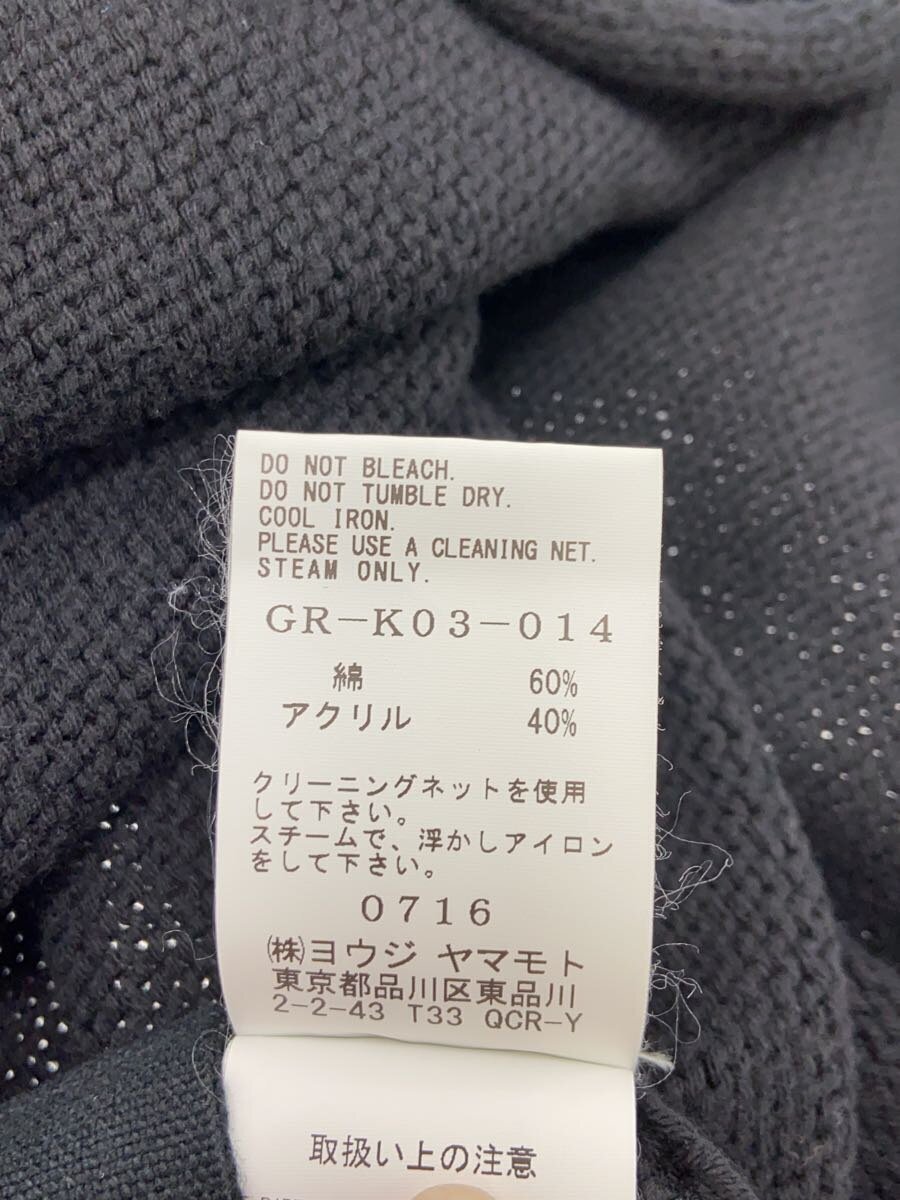 DO NOT BLEACH.
DO NOT TUMBLE DRY.
COOL IRON.
PLEASE USE A CLEANING NET.
STEAM ONLY.
GR-K03-014
綿 60%
アクリル 40%
クリーニングネットを使用
して下さい。
スチームで、浮かしアイロン
をして下さい。
0716
㈱ヨウジ ヤマモト
東京都品川区東品川
2-2-43 T33 QCR-Y
取扱い上の注意